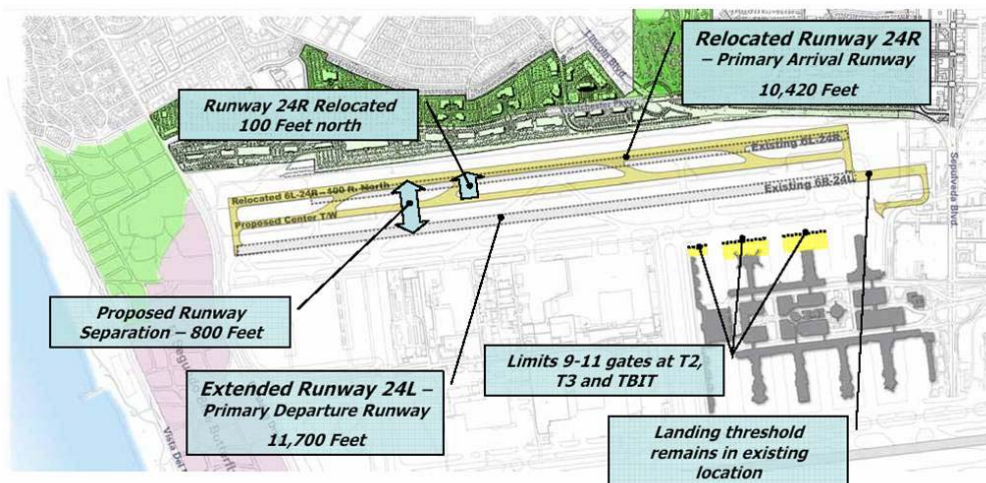 Lincoln Blvd
Relocated Runway 24R
– Primary Arrival Runway
10,420 Feet
Runway 24R Relocated
100 Feet north
Existing 6L-24R
Relocated 6L-24R - 100 ft. North
Existing 6R-24L
Proposed Center T/W
Sepulveda Blvd
Proposed Runway
Separation – 800 Feet
Limits 9-11 gates at T2,
T3 and TBIT
Extended Runway 24L –
Primary Departure Runway
11,700 Feet
Landing threshold
remains in existing
location